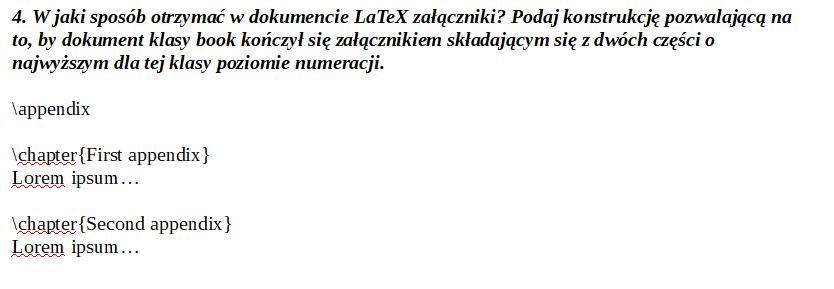 4. W jaki sposób otrzymać w dokumencie LaTeX załączniki? Podaj konstrukcję pozwalającą na
to, by dokument klasy book kończył się załącznikiem składającym się z dwóch części o
najwyższym dla tej klasy poziomie numeracji.
\appendix
\chapter{First appendix}
Lorem ipsum…
\chapter{Second appendix}
Lorem ipsum…